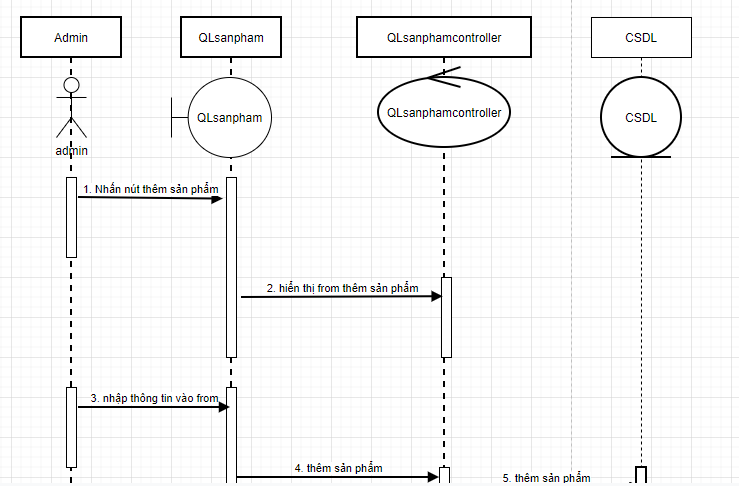 Admin
QLsanpham
QLsanphamcontroller
CSDL
QLsanpham
QLsanphamcontroller
CSDL
admin
1. Nhấn nút thêm sản phẩm
2. hiển thị from thêm sản phẩm
3. nhập thông tin vào from
4. thêm sản phẩm
5. thêm sản phẩm